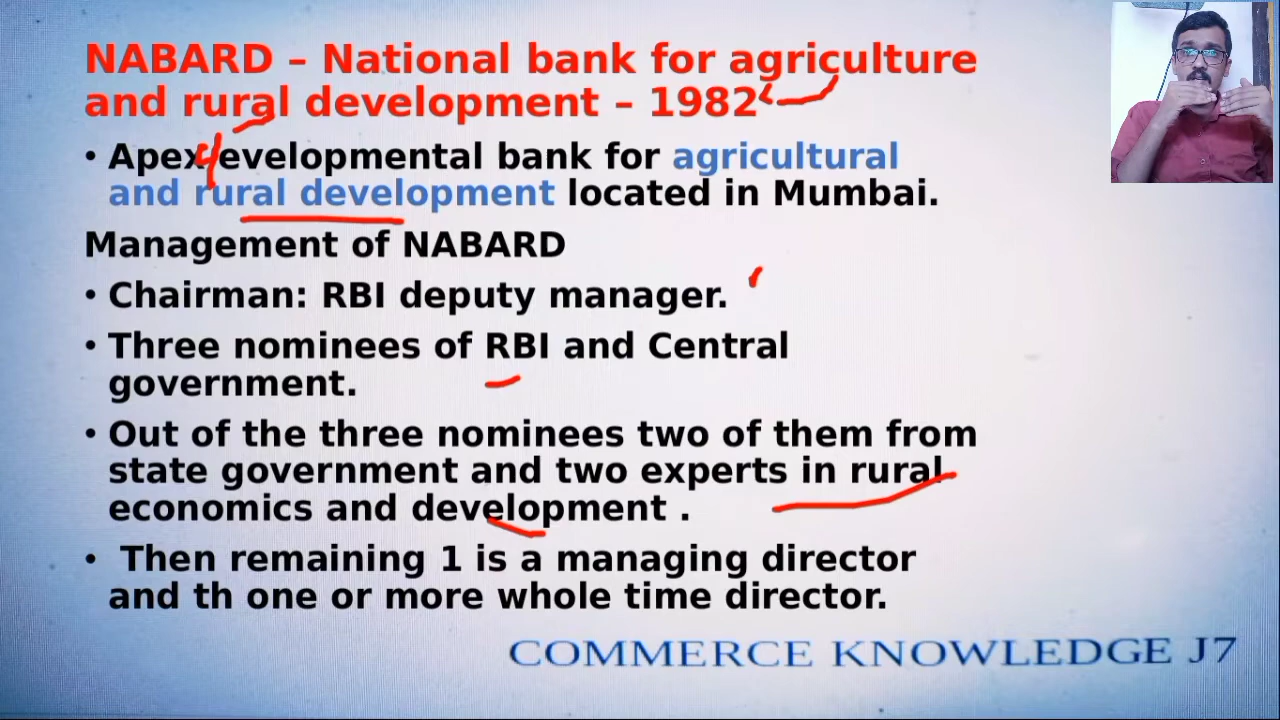 NABARD – National bank for agriculture
and rural development – 1982
• Apex developmental bank for agricultural
and rural development located in Mumbai.
Management of NABARD
• Chairman: RBI deputy manager.
• Three nominees of RBI and Central
government.
• Out of the three nominees two of them from
state government and two experts in rural
economics and development .
• Then remaining 1 is a managing director
and th one or more whole time director.
COMMERCE KNOWLEDGE J7